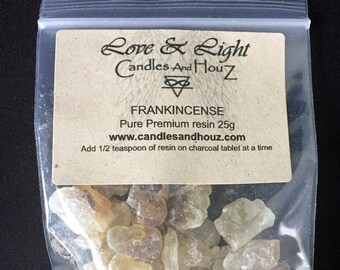 Love & Light
Candles And HouZ
FRANKINCENSE
Pure Premium resin 25g
www.candlesandhouz.com
Add 1/2 teaspoon of resin on charcoal tablet at a time